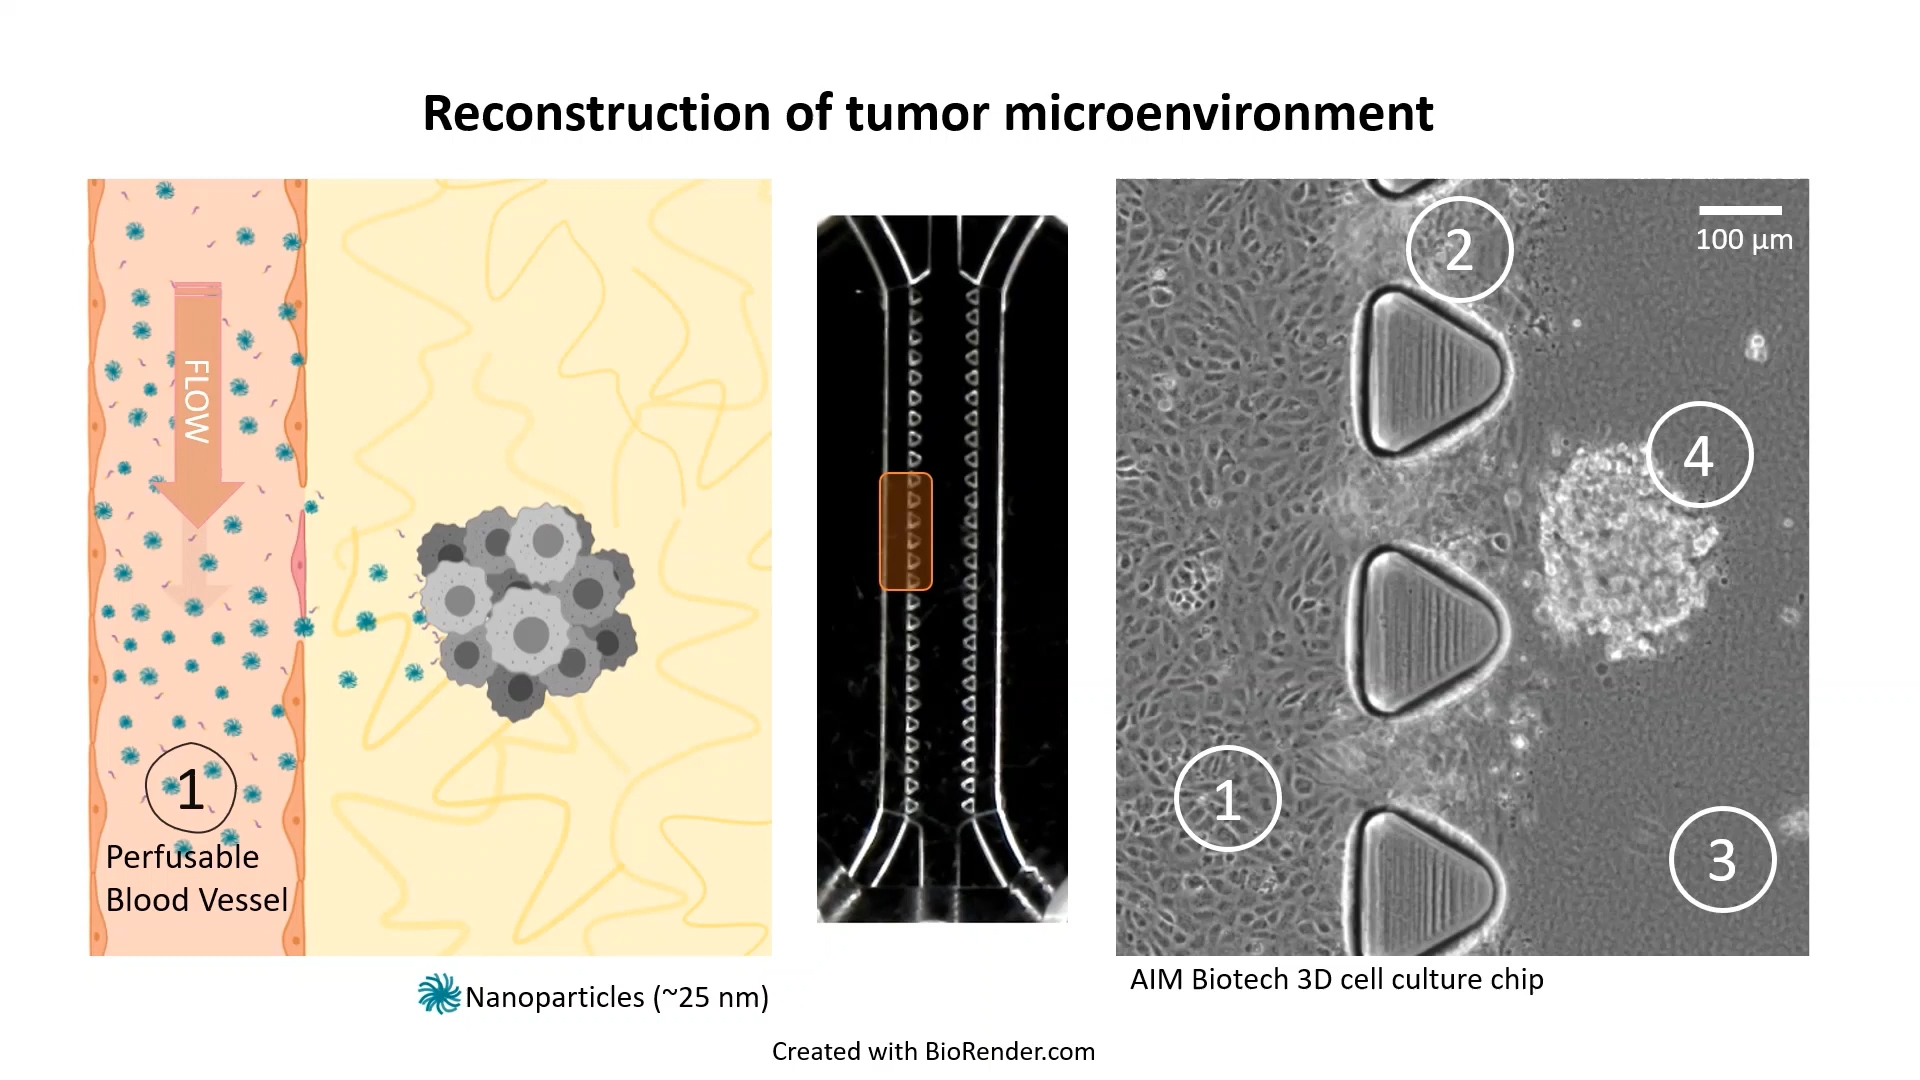 Reconstruction of tumor microenvironment
FLOW
1
Perfusable
Blood Vessel
Nanoparticles (~25 nm)
2
100 µm
4
1
3
AIM Biotech 3D cell culture chip
Created with BioRender.com